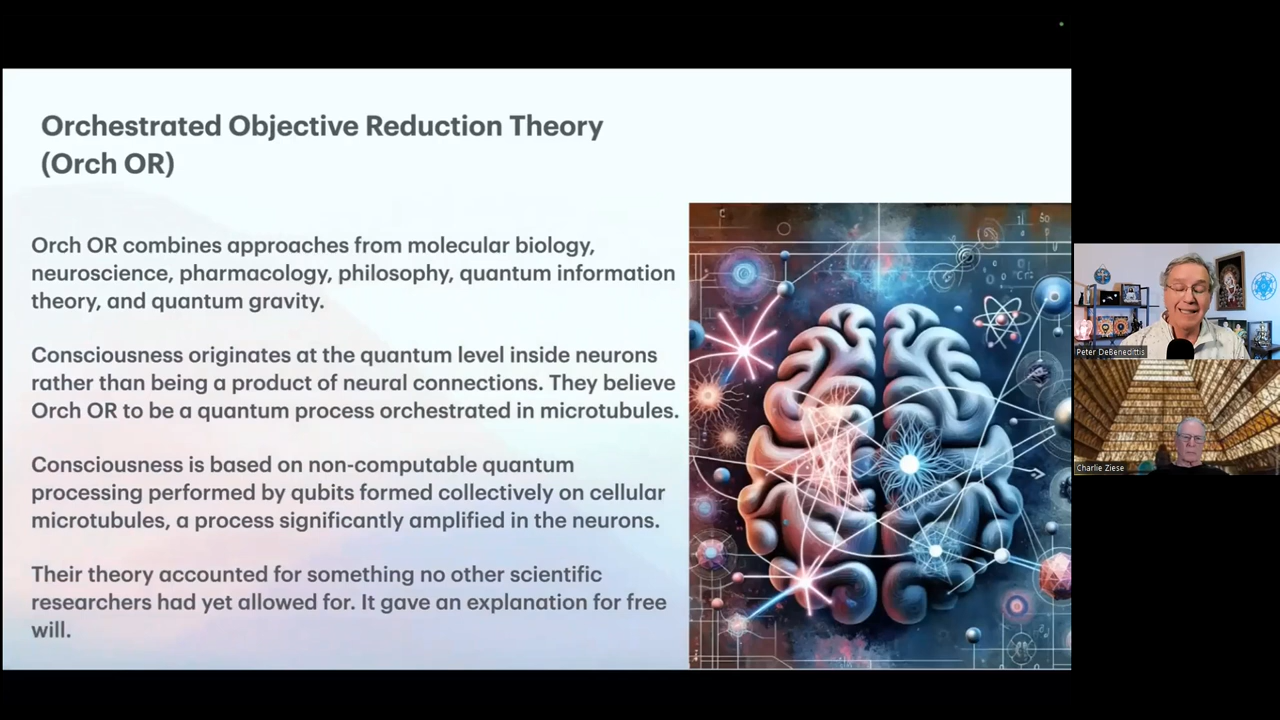 Orchestrated Objective Reduction Theory
(Orch OR)
Orch OR combines approaches from molecular biology,
neuroscience, pharmacology, philosophy, quantum information
theory, and quantum gravity.
Consciousness originates at the quantum level inside neurons
rather than being a product of neural connections. They believe
Orch OR to be a quantum process orchestrated in microtubules.
Consciousness is based on non-computable quantum
processing performed by qubits formed collectively on cellular
microtubules, a process significantly amplified in the neurons.
Their theory accounted for something no other scientific
researchers had yet allowed for. It gave an explanation for free
will.
Peter DeBenedittis
Charlie Ziese